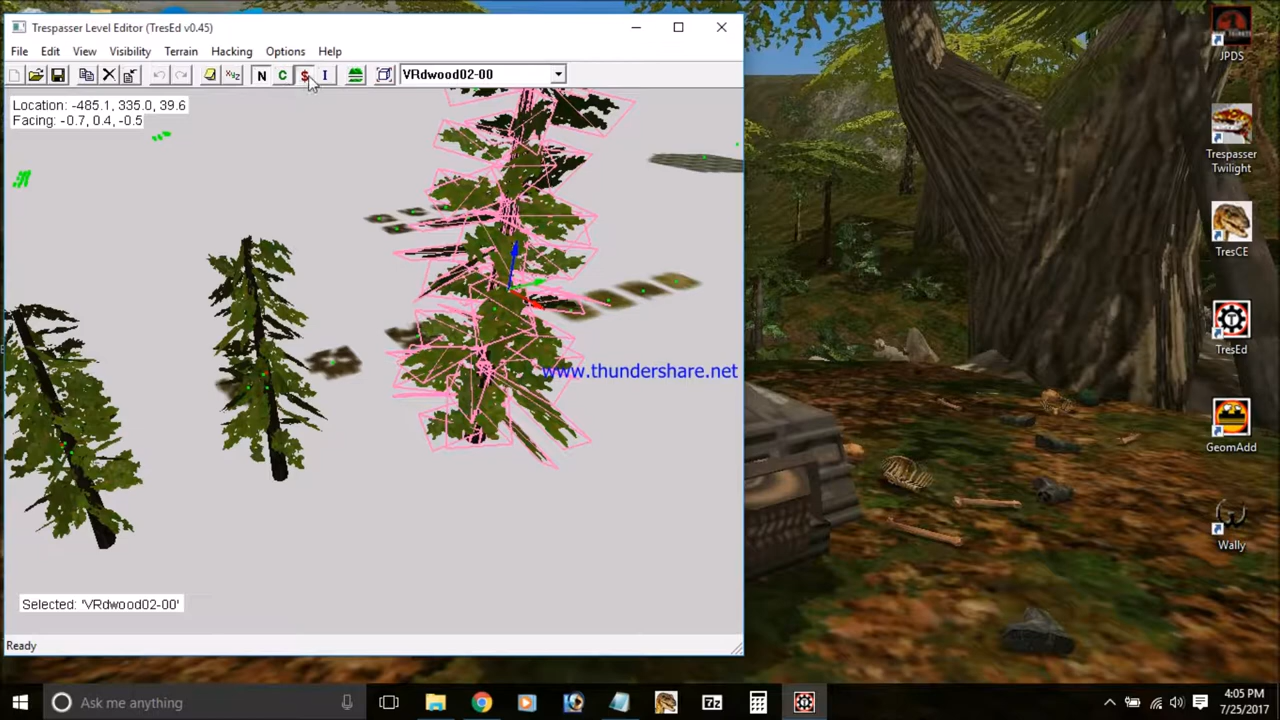 Trespasser Level Editor (TresEd v0.45)
File Edit View Visibility Terrain Hacking Options Help
N C $ I VRdwood02-00
Location: -485.1, 335.0, 39.6
Facing: -0.7, 0.4, -0.5
www.thundershare.net
Selected: 'VRdwood02-00'
Ready
JPDS
Trespasser
Twilight
TresCE
TresEd
GeomAdd
Wally
Ask me anything
7z
4:05 PM
7/25/2017